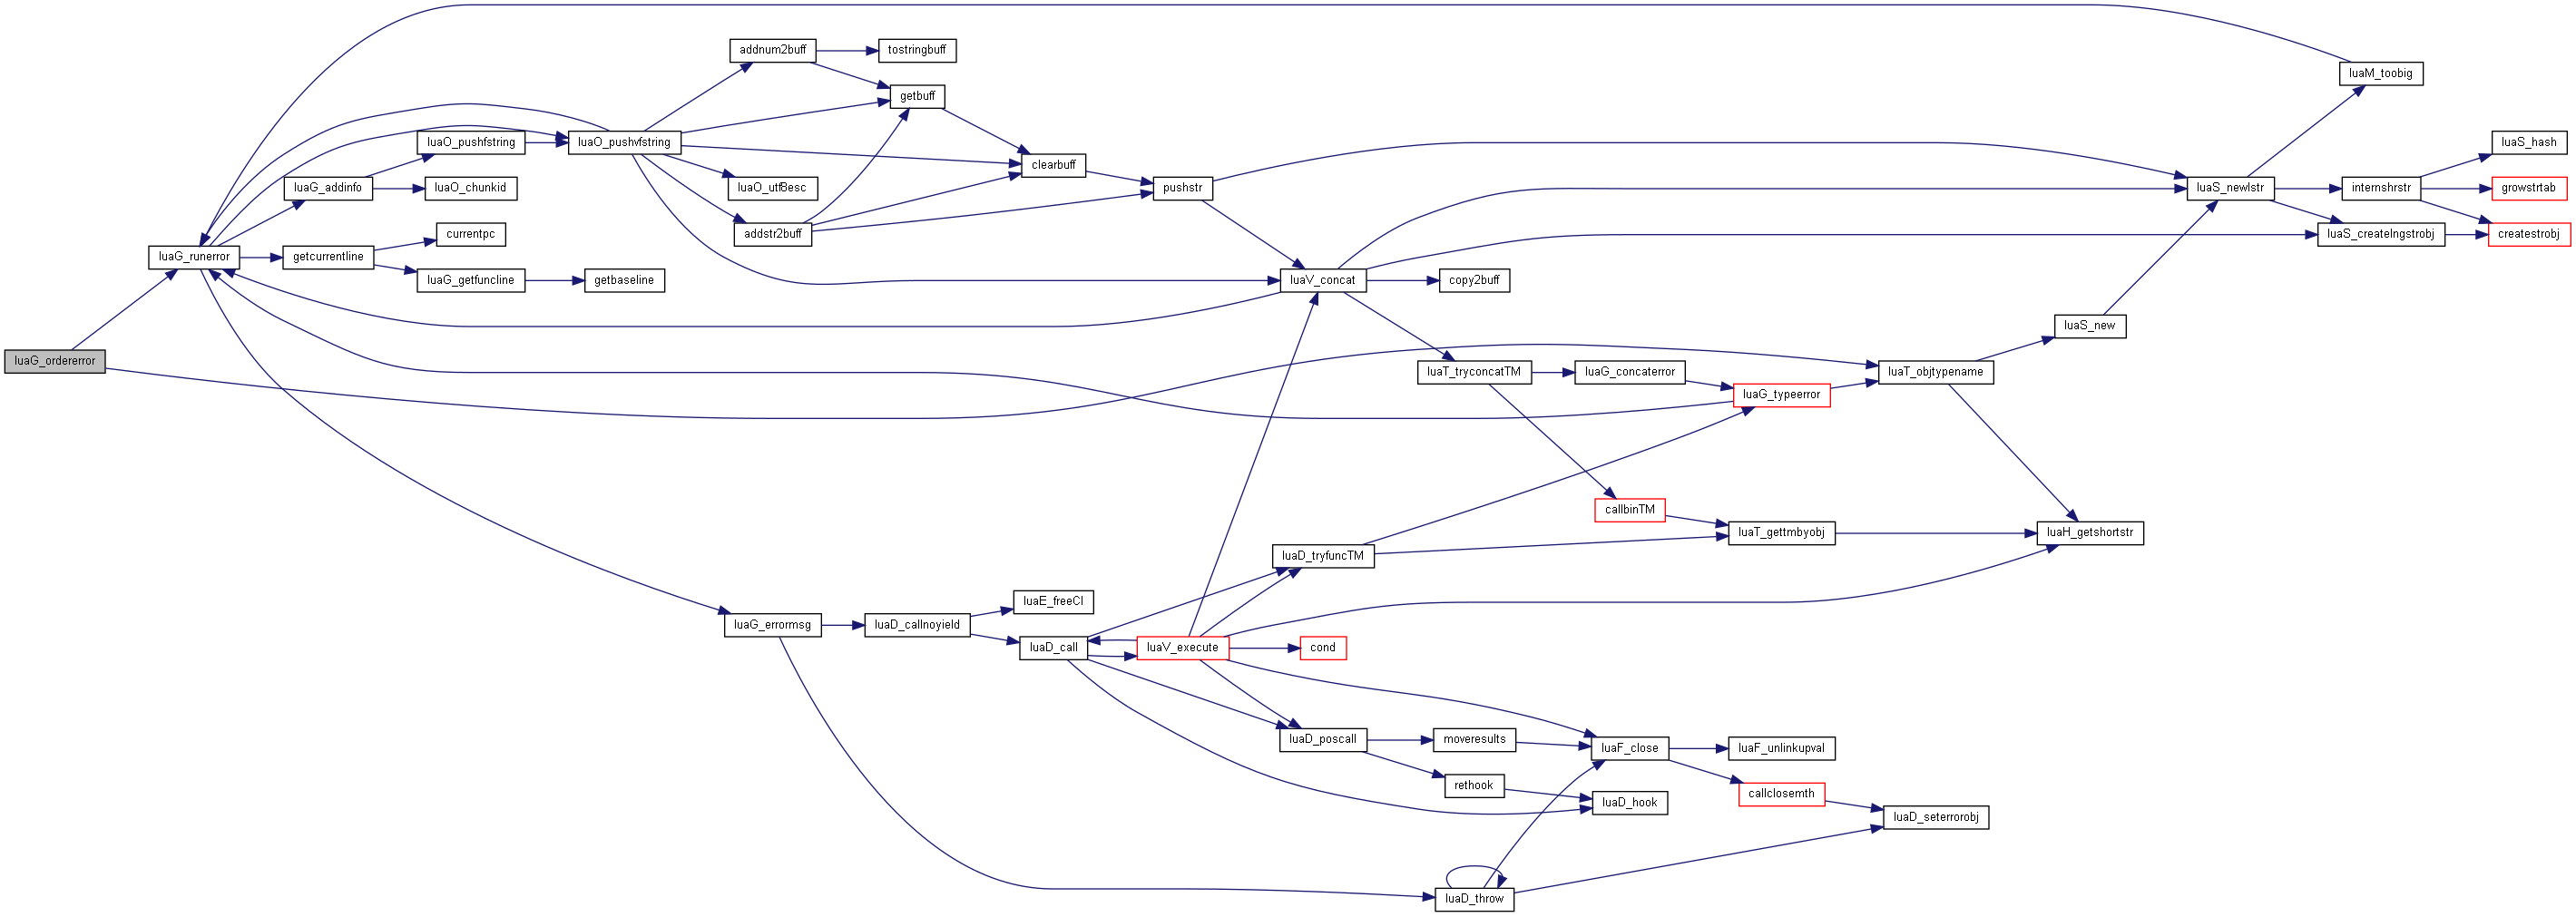 luaG_ordererror
luaG_runerror
luaG_addinfo
getcurrentline
luaO_pushfstring
luaO_chunkid
currentpc
luaG_getfuncline
luaO_pushvfstring
getbaseline
addnum2buff
tostringbuff
getbuff
clearbuff
luaO_utf8esc
addstr2buff
pushstr
luaV_concat
copy2buff
luaT_tryconcatTM
luaG_concaterror
luaG_typeerror
luaT_objtypename
luaS_new
luaS_newlstr
luaM_toobig
internshrstr
luaS_createlngstrobj
luaS_hash
growstrtab
createstrobj
callbinTM
luaT_gettmbyobj
luaH_getshortstr
luaD_tryfuncTM
luaG_errormsg
luaD_callnoyield
luaE_freeCI
luaD_call
luaV_execute
cond
luaD_poscall
moveresults
rethook
luaF_close
luaD_hook
luaF_unlinkupval
callclosemth
luaD_seterrorobj
luaD_throw